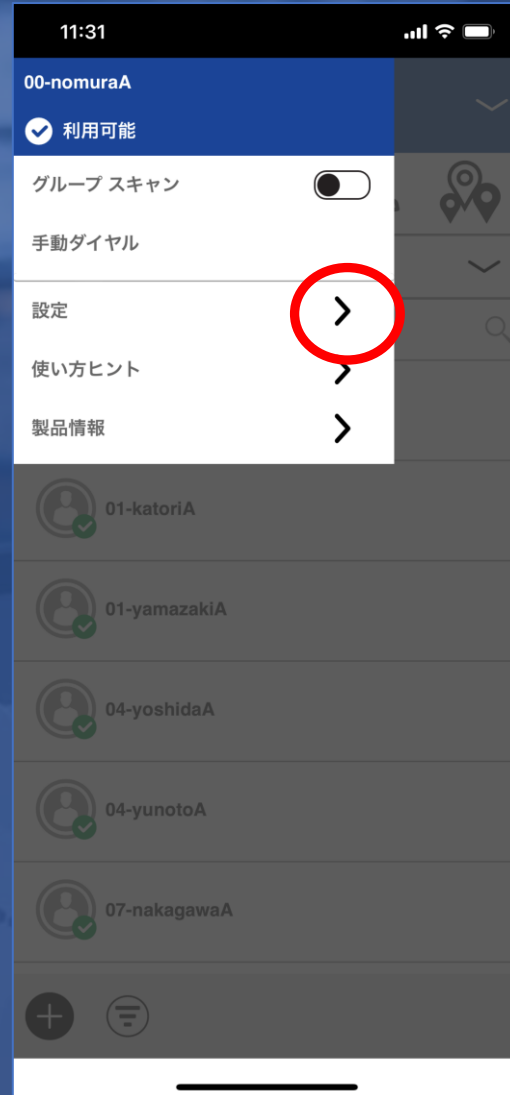 11:31
00-nomuraA
利用可能
グループ スキャン
手動ダイヤル
設定
使い方ヒント
製品情報
01-katoriA
01-yamazakiA
04-yoshidaA
04-yunotoA
07-nakagawaA